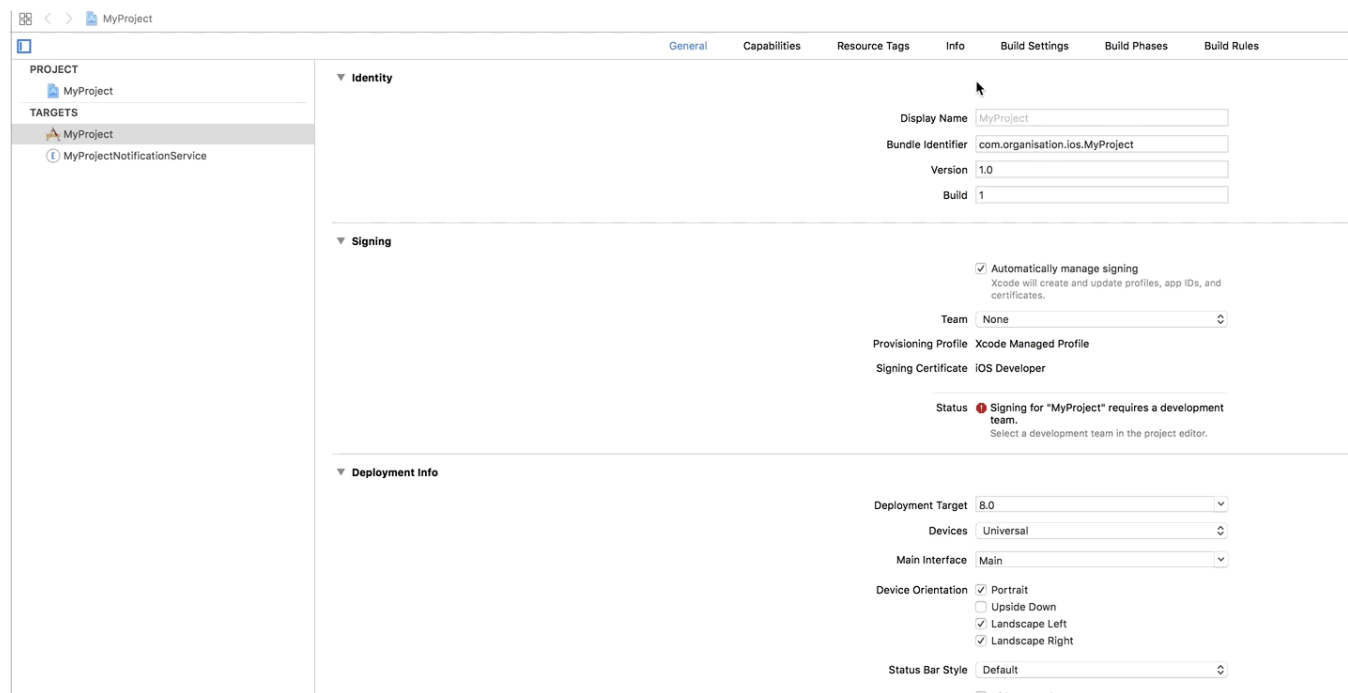 MyProject
General Capabilities Resource Tags Info Build Settings Build Phases Build Rules
PROJECT
MyProject
TARGETS
MyProject
MyProjectNotificationService
Identity
Display Name MyProject
Bundle Identifier com.organisation.ios.MyProject
Version 1.0
Build 1
Signing
Automatically manage signing
Xcode will create and update profiles, app IDs, and
certificates.
Team None
Provisioning Profile Xcode Managed Profile
Signing Certificate iOS Developer
Status Signing for "MyProject" requires a development
team.
Select a development team in the project editor.
Deployment Info
Deployment Target 8.0
Devices Universal
Main Interface Main
Device Orientation Portrait
Upside Down
Landscape Left
Landscape Right
Status Bar Style Default